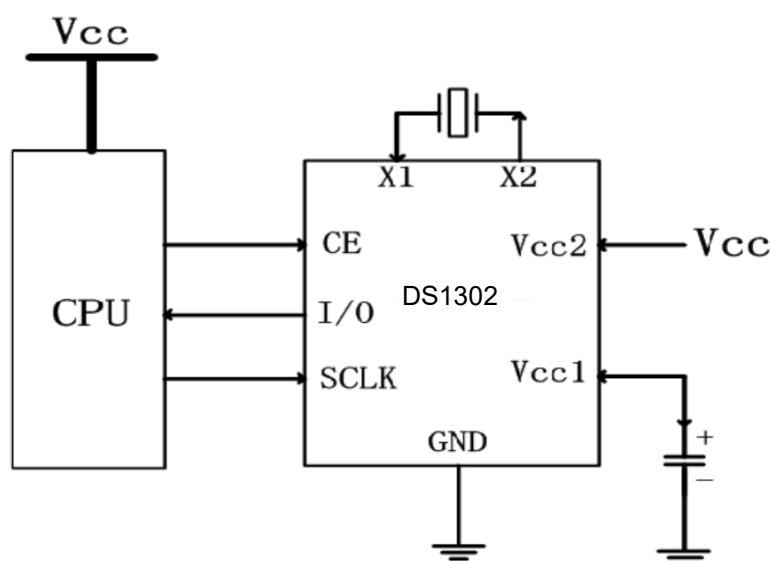 Vcc
X1 X2
CE
Vcc2
Vcc
DS1302
CPU
I/O
SCLK
Vcc1
GND
+
−